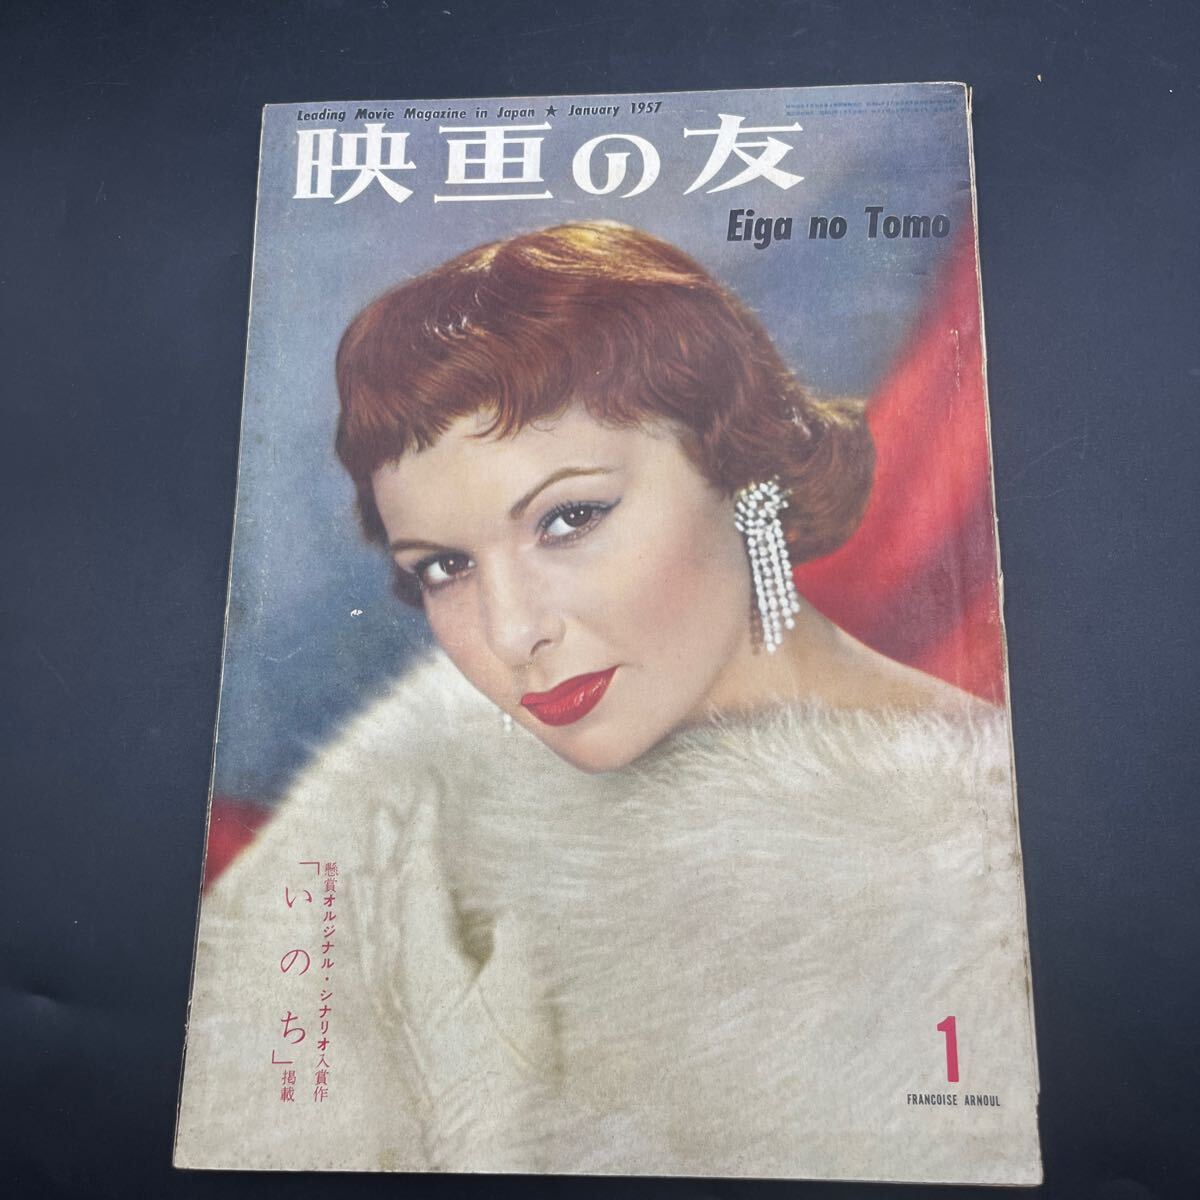 Leading Movie Magazine in Japan ★ January 1957
映画の友
Eiga no Tomo
懸賞オルジナル・シナリオ入賞作
「いのち」掲載
1
FRANCOISE ARNOUL